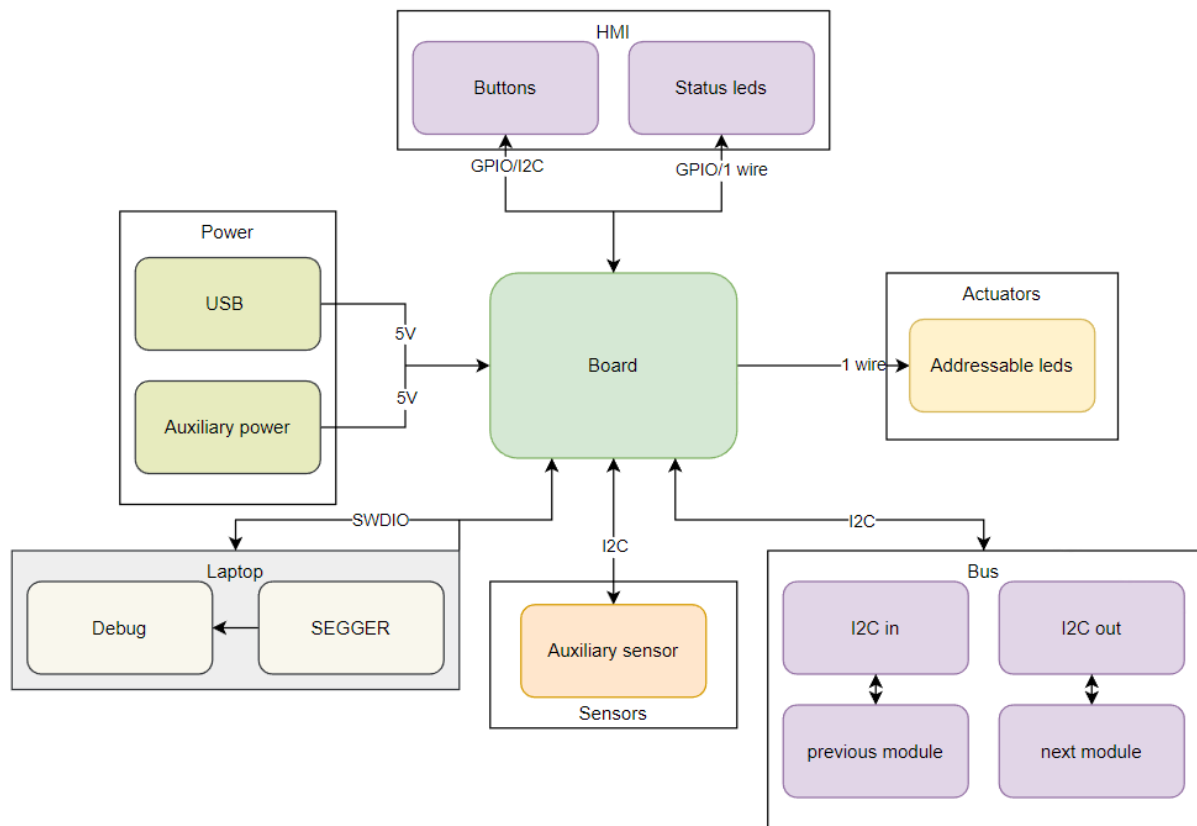 HMI
Buttons
Status leds
GPIO/I2C
GPIO/1 wire
Power
USB
5V
Auxiliary power
5V
Board
Actuators
1 wire
Addressable leds
SWDIO
I2C
I2C
Laptop
Debug
SEGGER
Auxiliary sensor
Sensors
Bus
I2C in
I2C out
previous module
next module